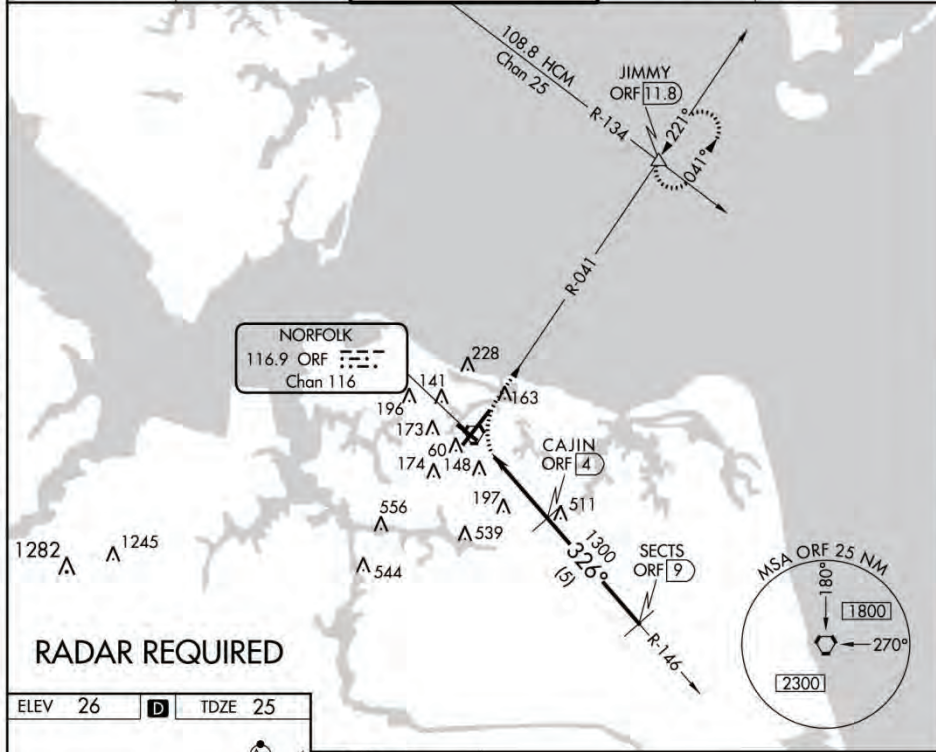 108.8 HCM
Chan 25
R-134
JIMMY
ORF 11.8
221°
041°
R-041
NORFOLK
116.9 ORF
Chan 116
228
141
163
196
173
60
174
148
CAJIN
ORF 4
197
511
556
539
1282
1245
544
1300
326°
(5)
SECTS
ORF 9
R-146
MSA ORF 25 NM
180°
1800
270°
2300
RADAR REQUIRED
ELEV 26
D
TDZE 25